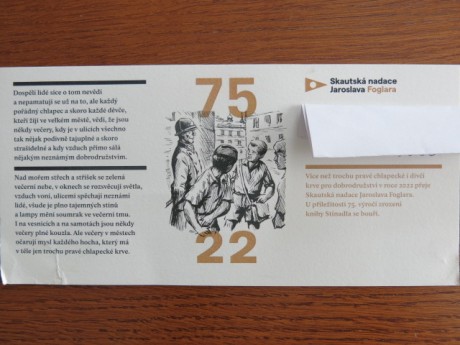 Dospělí lidé sice o tom nevědí
a nepamatují se už na to, ale každý
pořádný chlapec a skoro každé děvče,
kteří žijí ve velkém městě, vědí, že jsou
někdy večery, kdy je v ulicích všechno
tak nějak podivně tajuplné a skoro
strašidelné a kdy vzduch přímo sálá
nějakým neznámým dobrodružstvím.
Nad mořem střech a stříšek se zelená
večerní nebe, v oknech se rozsvěcují světla,
vzduch voní, ulicemi spěchají neznámí
lidé, všude je plno tajemných stínů
a lampy mění soumrak ve večerní tmu.
I na vesnicích a na samotách jsou někdy
večery plné kouzla. Ale večery v městech
očarují mysl každého hocha, který má
v těle jen trochu pravé chlapecké krve.
75
22
Skautská nadace
Jaroslava Foglara
Více než trochu pravé chlapecké i dívčí
krve pro dobrodružství v roce 2022 přeje
Skautská nadace Jaroslava Foglara.
U příležitosti 75. výročí zrození
knihy Stínadla se bouří.